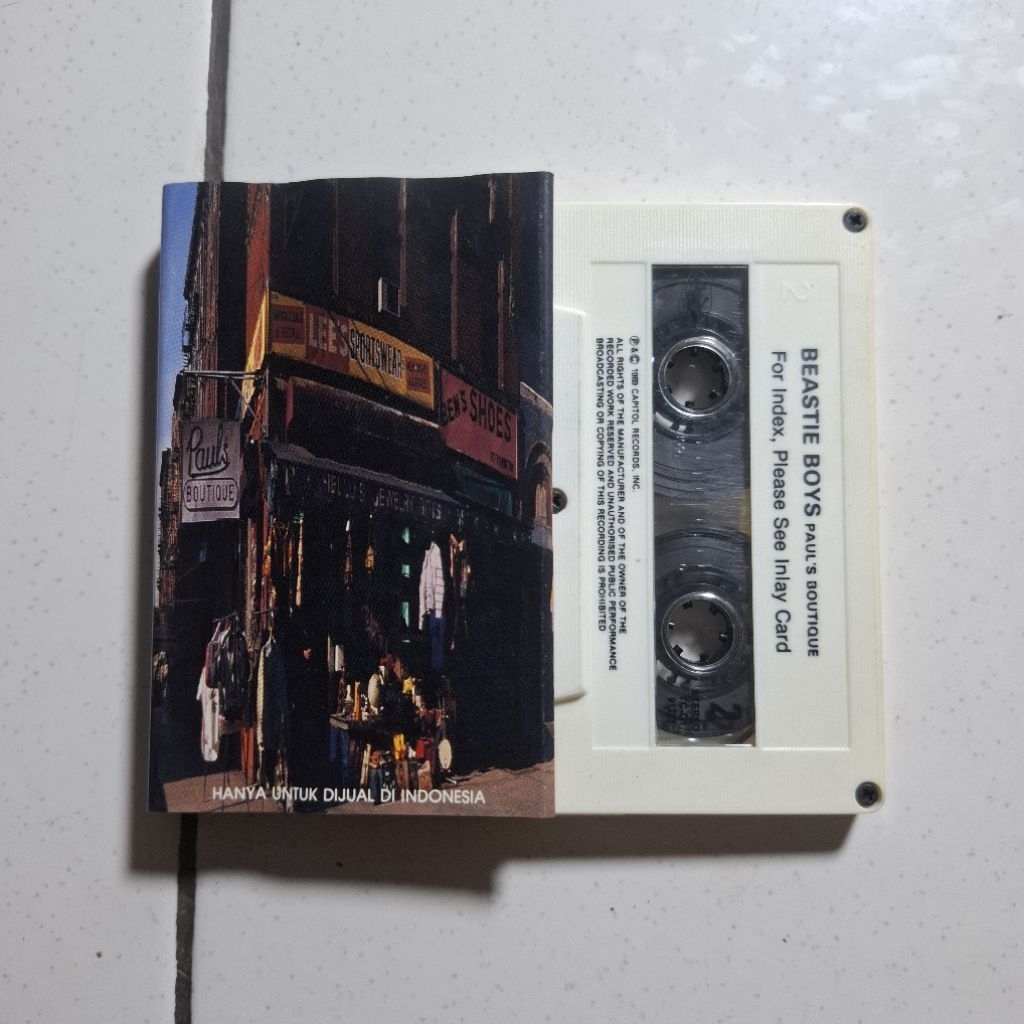 LEE'S SPORTSWEAR
BEN'S SHOES
Paul's
BOUTIQUE
HANYA UNTUK DIJUAL DI INDONESIA
BEASTIE BOYS PAUL'S BOUTIQUE
For Index, Please See Inlay Card
℗ & © 1989 CAPITOL RECORDS, INC.
ALL RIGHTS OF THE MANUFACTURER AND OF THE OWNER OF THE
RECORDED WORK RESERVED AND UNAUTHORISED PUBLIC PERFORMANCE
BROADCASTING OR COPYING OF THIS RECORDING IS PROHIBITED
2